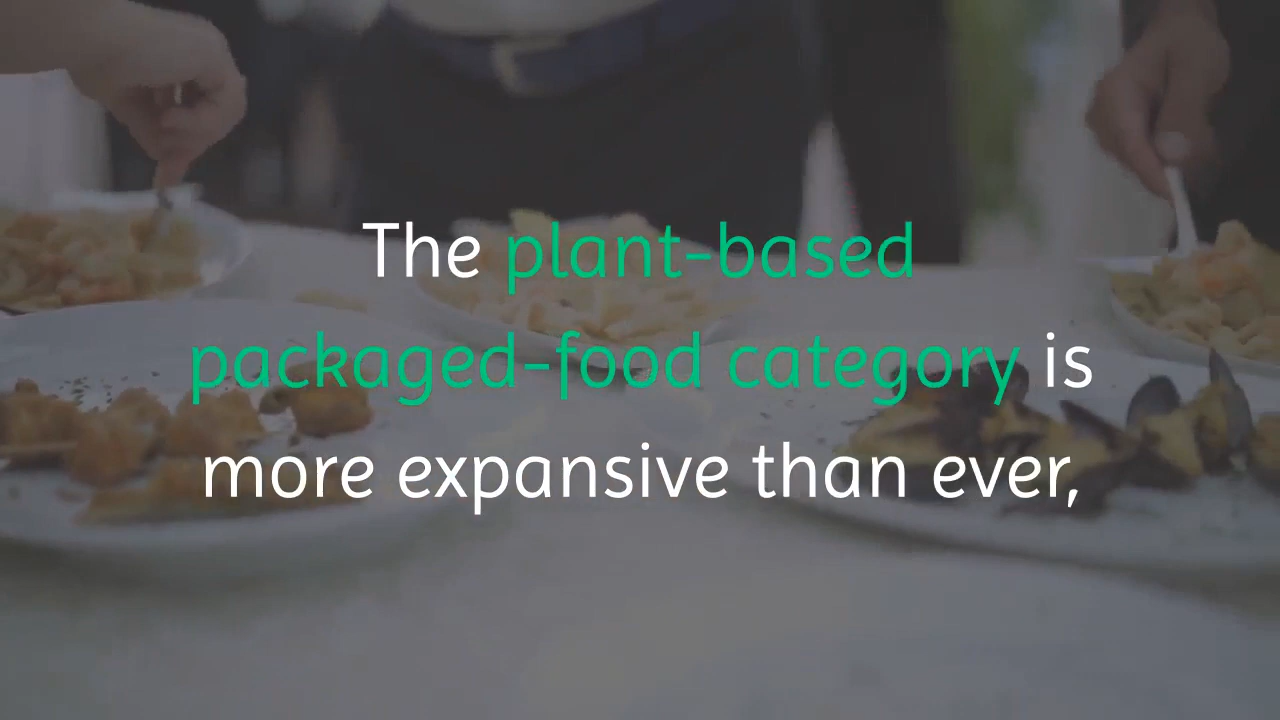 The plant-based
packaged-food category is
more expansive than ever,